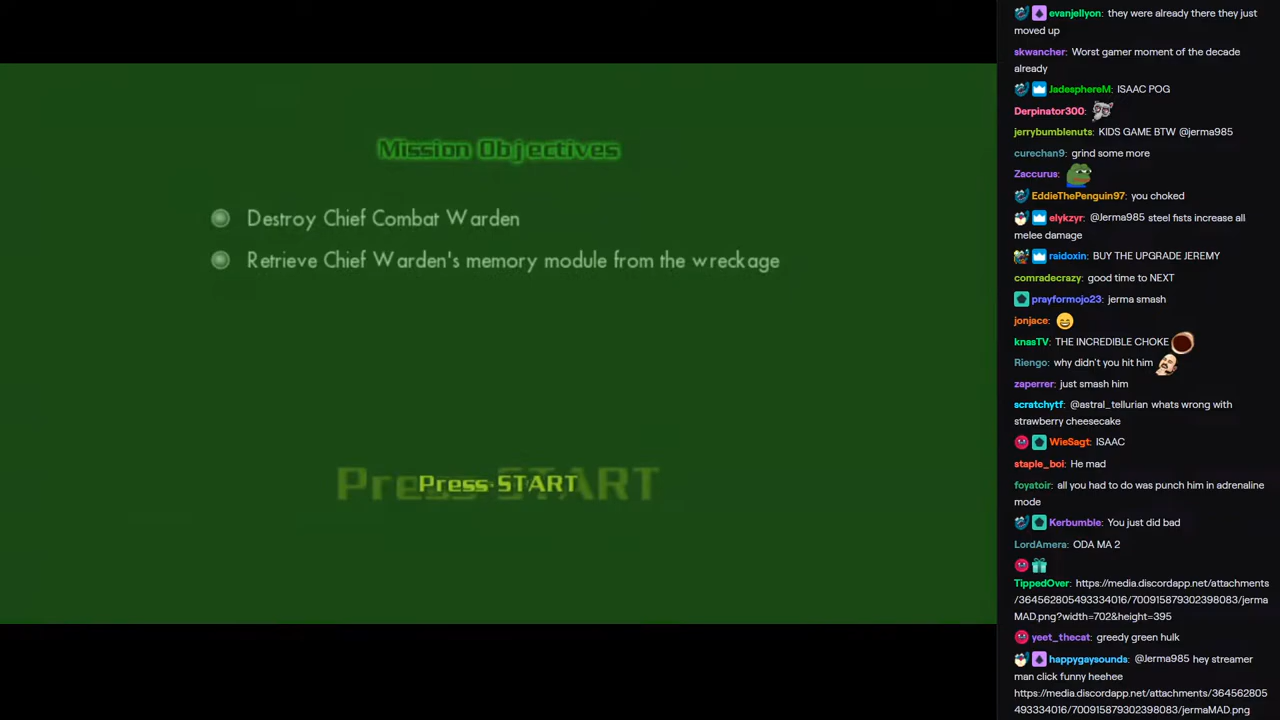 Mission Objectives
Destroy Chief Combat Warden
Retrieve Chief Warden's memory module from the wreckage
Press START
Press START
evanjellyon: they were already there they just
moved up
skwancher: Worst gamer moment of the decade
already
JadesphereM: ISAAC POG
Derpinator300:
jerrybumblenuts: KIDS GAME BTW @jerma985
curechan9: grind some more
Zaccurus:
EddieThePenguin97: you choked
elykzyr: @Jerma985 steel fists increase all
melee damage
raidoxin: BUY THE UPGRADE JEREMY
comradecrazy: good time to NEXT
prayformojo23: jerma smash
jonjace:
knasTV: THE INCREDIBLE CHOKE
Riengo: why didn't you hit him
zaperrer: just smash him
scratchytf: @astral_tellurian whats wrong with
strawberry cheesecake
WieSagt: ISAAC
staple_boi: He mad
foyatoir: all you had to do was punch him in adrenaline
mode
Kerbumble: You just did bad
LordAmera: ODA MA 2
TippedOver: https://media.discordapp.net/attachments
/364562805493334016/700915879302398083/jerma
MAD.png?width=702&height=395
yeet_thecat: greedy green hulk
happygaysounds: @Jerma985 hey streamer
man click funny heehee
https://media.discordapp.net/attachments/364562805
493334016/700915879302398083/jermaMAD.png